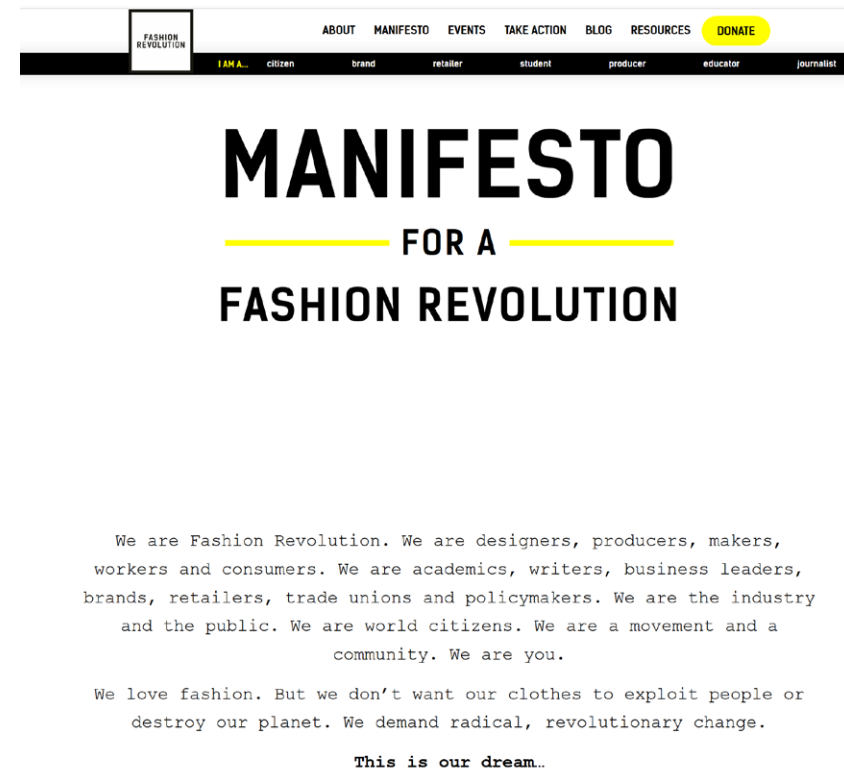 FASHION
REVOLUTION
ABOUT MANIFESTO EVENTS TAKE ACTION BLOG RESOURCES DONATE
I AM A... citizen brand retailer student producer educator journalist
MANIFESTO
FOR A
FASHION REVOLUTION
We are Fashion Revolution. We are designers, producers, makers,
workers and consumers. We are academics, writers, business leaders,
brands, retailers, trade unions and policymakers. We are the industry
and the public. We are world citizens. We are a movement and a
community. We are you.
We love fashion. But we don’t want our clothes to exploit people or
destroy our planet. We demand radical, revolutionary change.
This is our dream…